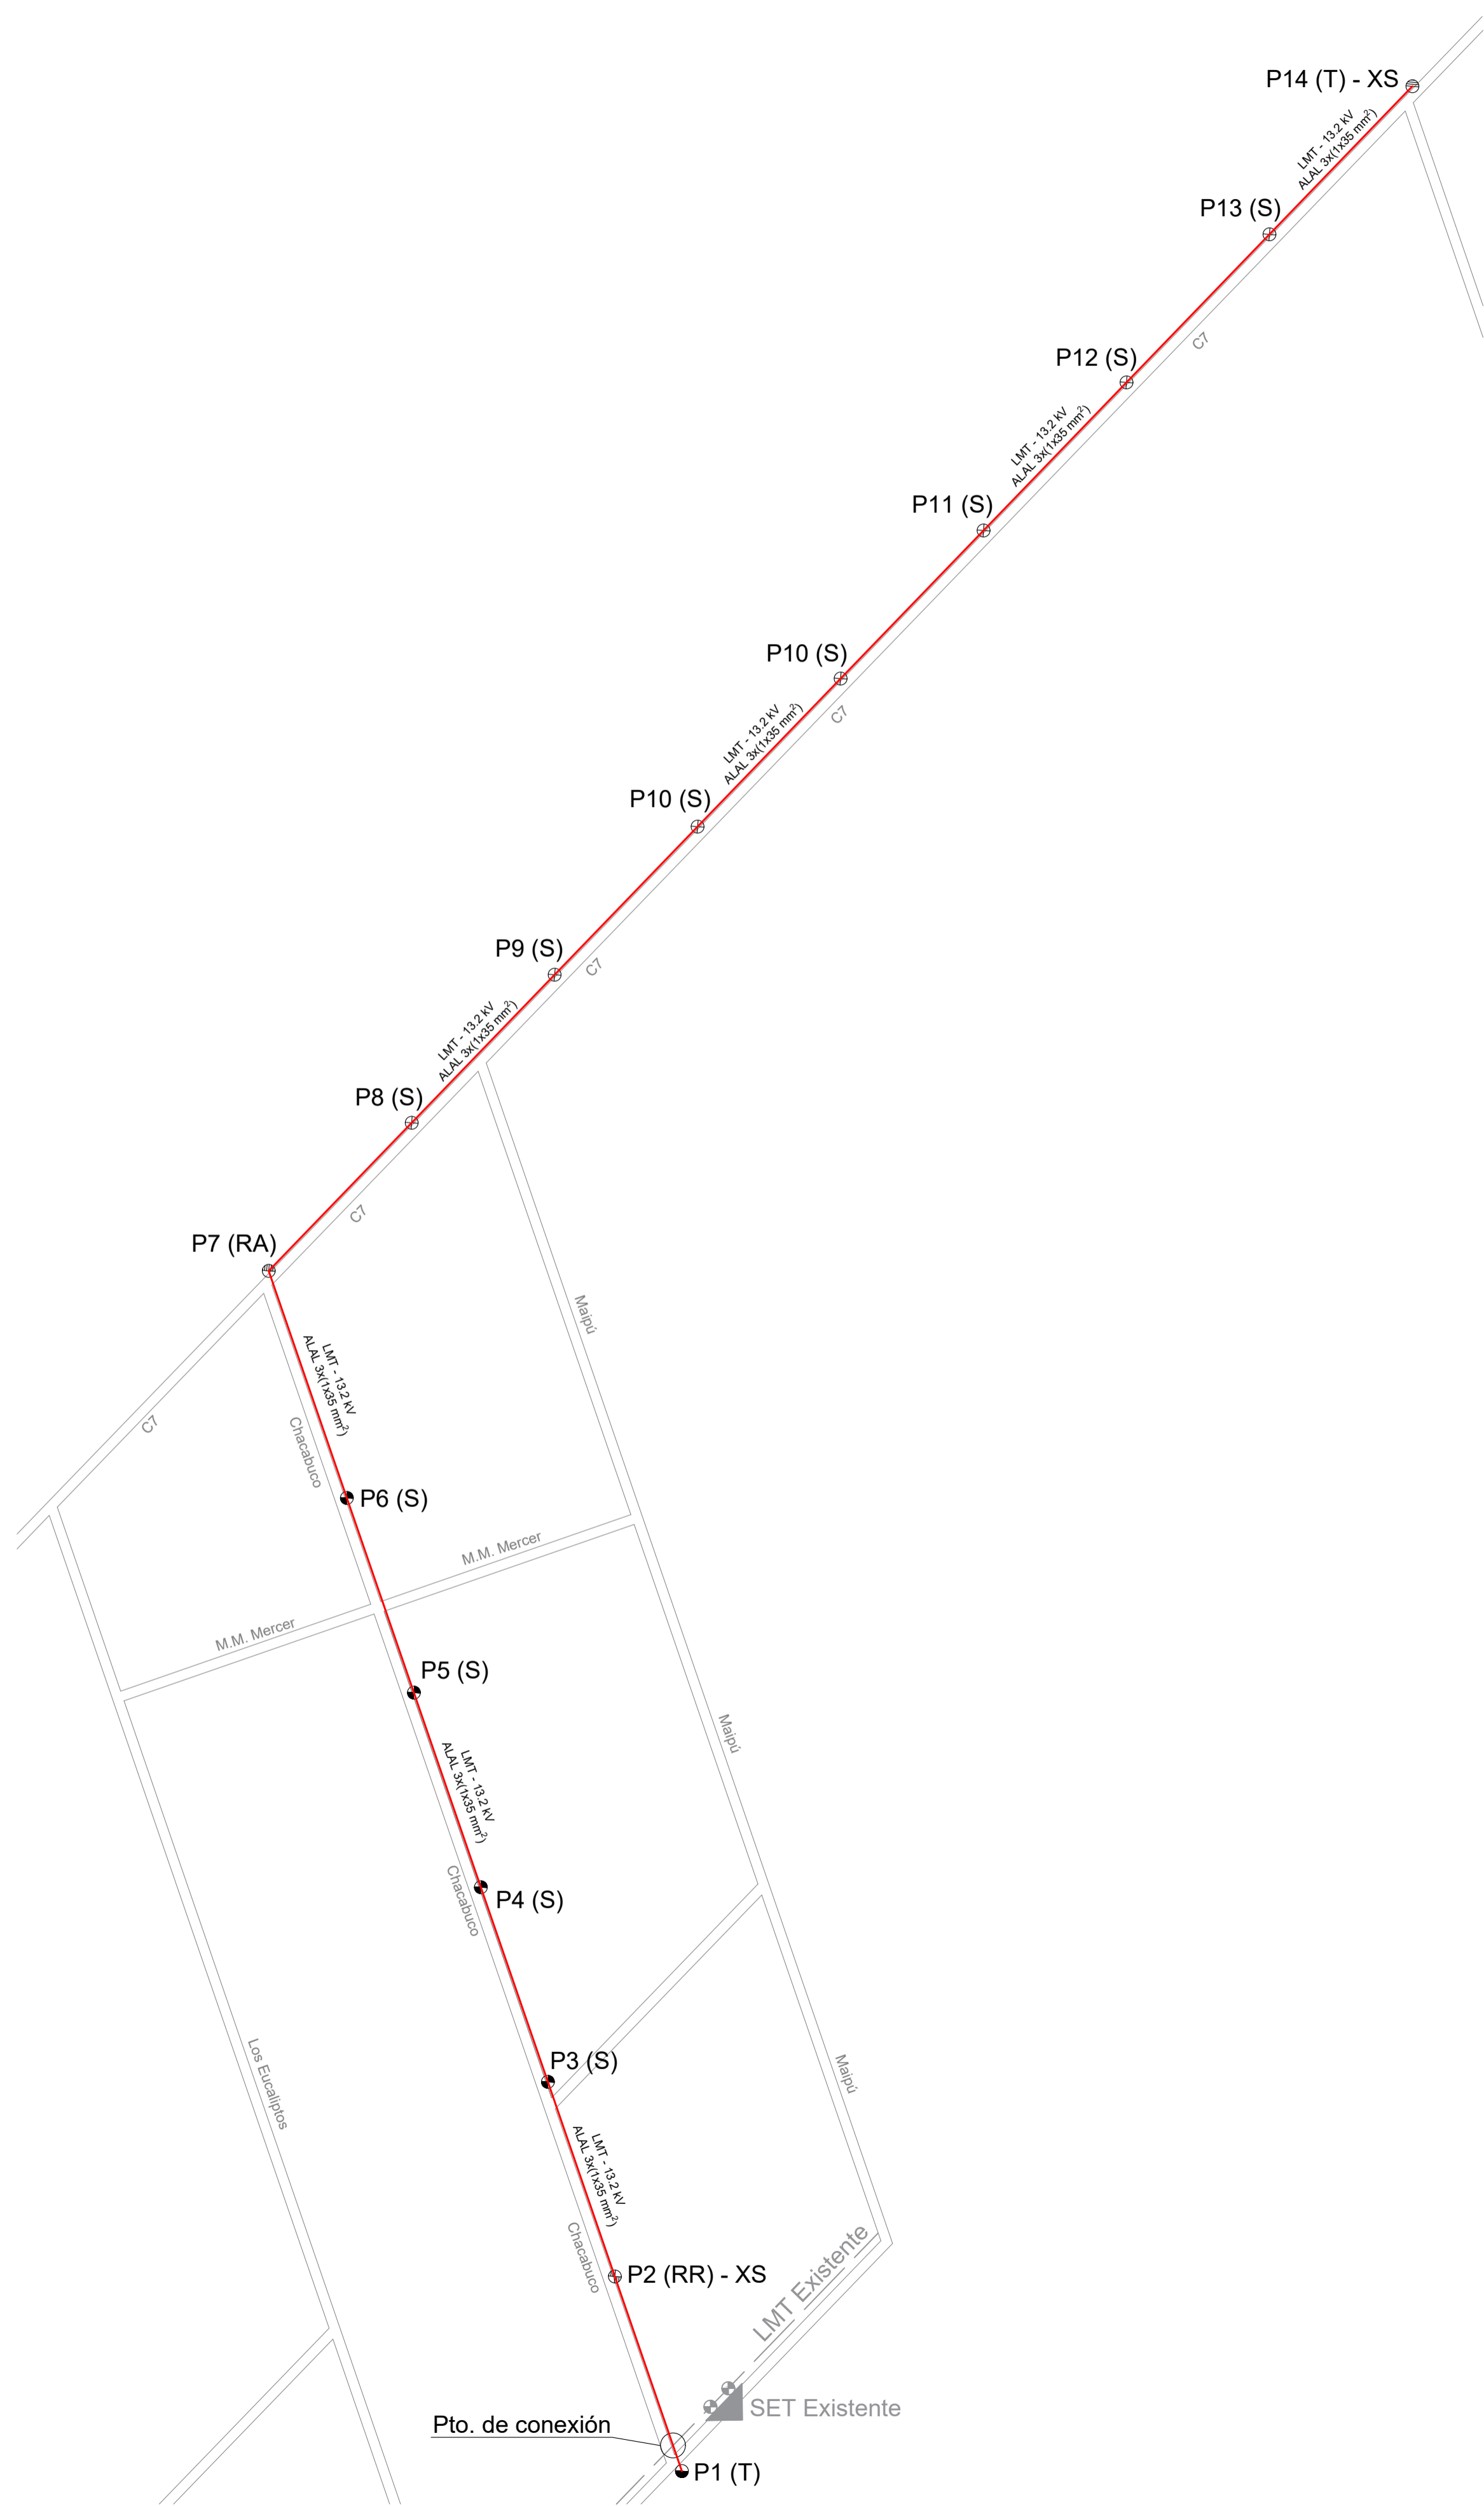 P14 (T) - XS
LMT - 13.2 kV
ALAL 3x(1x35 mm²)
P13 (S)
C7
P12 (S)
LMT - 13.2 kV
ALAL 3x(1x35 mm²)
P11 (S)
P10 (S)
C7
LMT - 13.2 kV
ALAL 3x(1x35 mm²)
P10 (S)
P9 (S)
C7
LMT - 13.2 kV
ALAL 3x(1x35 mm²)
P8 (S)
C7
P7 (RA)
Maipú
LMT - 13.2 kV
ALAL 3x(1x35 mm²)
C7
Chacabuco
P6 (S)
M.M. Mercer
M.M. Mercer
P5 (S)
Maipú
LMT - 13.2 kV
ALAL 3x(1x35 mm²)
Chacabuco
P4 (S)
P3 (S)
Maipú
Los Eucaliptos
LMT - 13.2 kV
ALAL 3x(1x35 mm²)
Chacabuco
P2 (RR) - XS
LMT Existente
SET Existente
Pto. de conexión
P1 (T)